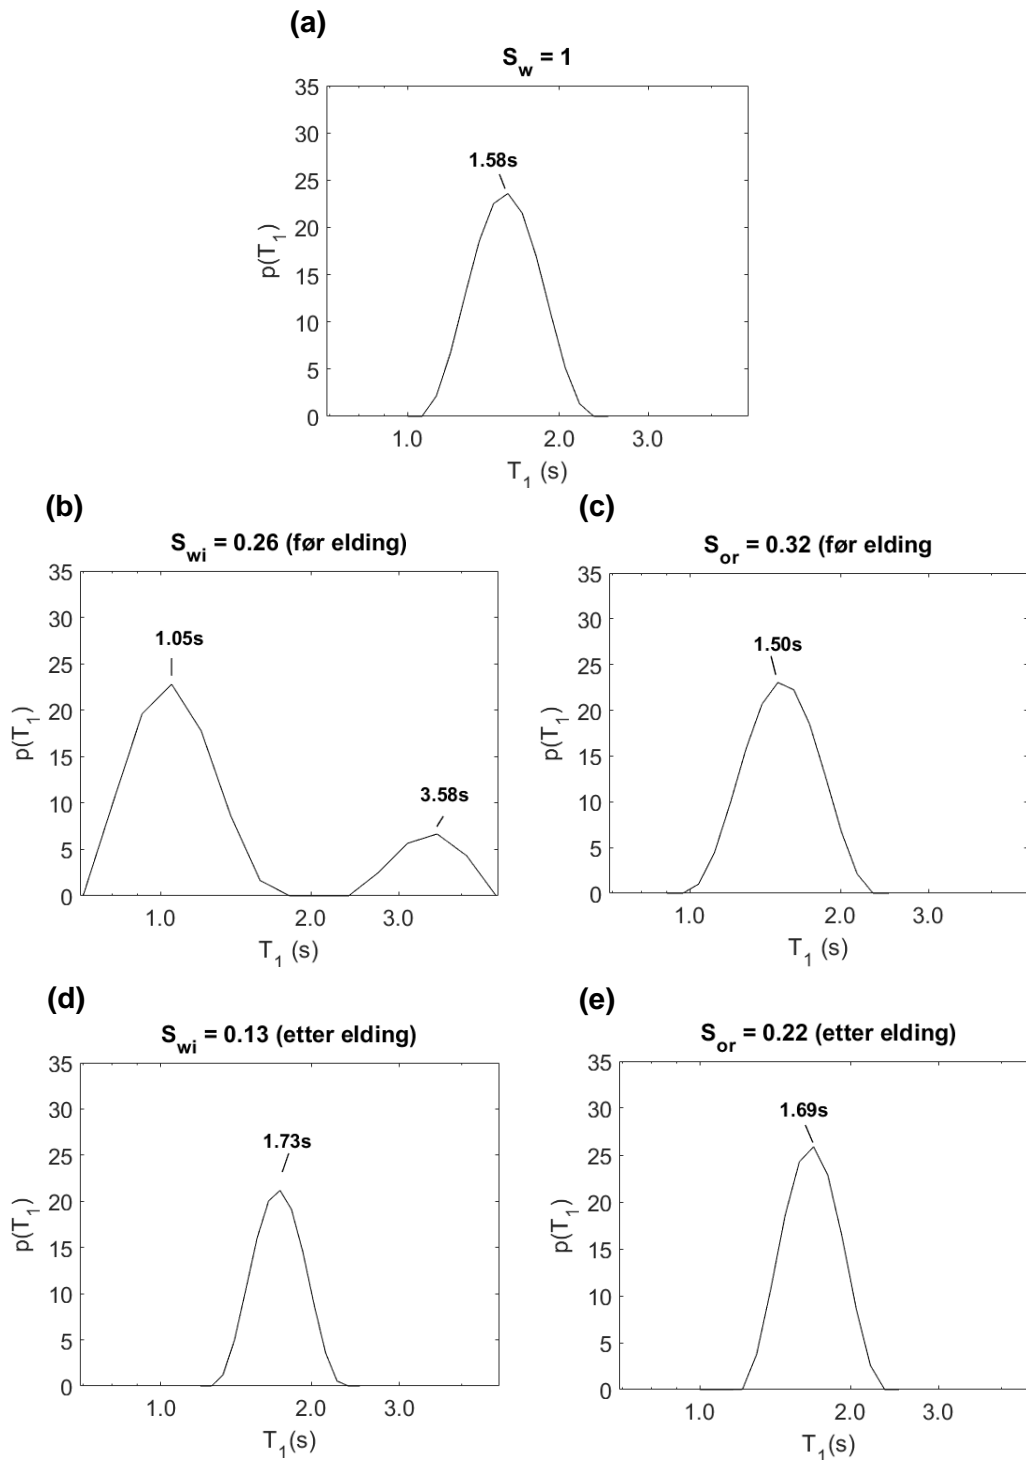 (a)
S_w = 1
35
30
25
20
15
10
5
0
p(T_1)
1.58s
1.0 2.0 3.0
T_1 (s)
(b)
S_wi = 0.26 (før elding)
35
30
25
20
15
10
5
0
p(T_1)
1.05s
3.58s
1.0 2.0 3.0
T_1 (s)
(c)
S_or = 0.32 (før elding
35
30
25
20
15
10
5
0
p(T_1)
1.50s
1.0 2.0 3.0
T_1 (s)
(d)
S_wi = 0.13 (etter elding)
35
30
25
20
15
10
5
0
p(T_1)
1.73s
1.0 2.0 3.0
T_1(s)
(e)
S_or = 0.22 (etter elding)
35
30
25
20
15
10
5
0
p(T_1)
1.69s
1.0 2.0 3.0
T_1(s)